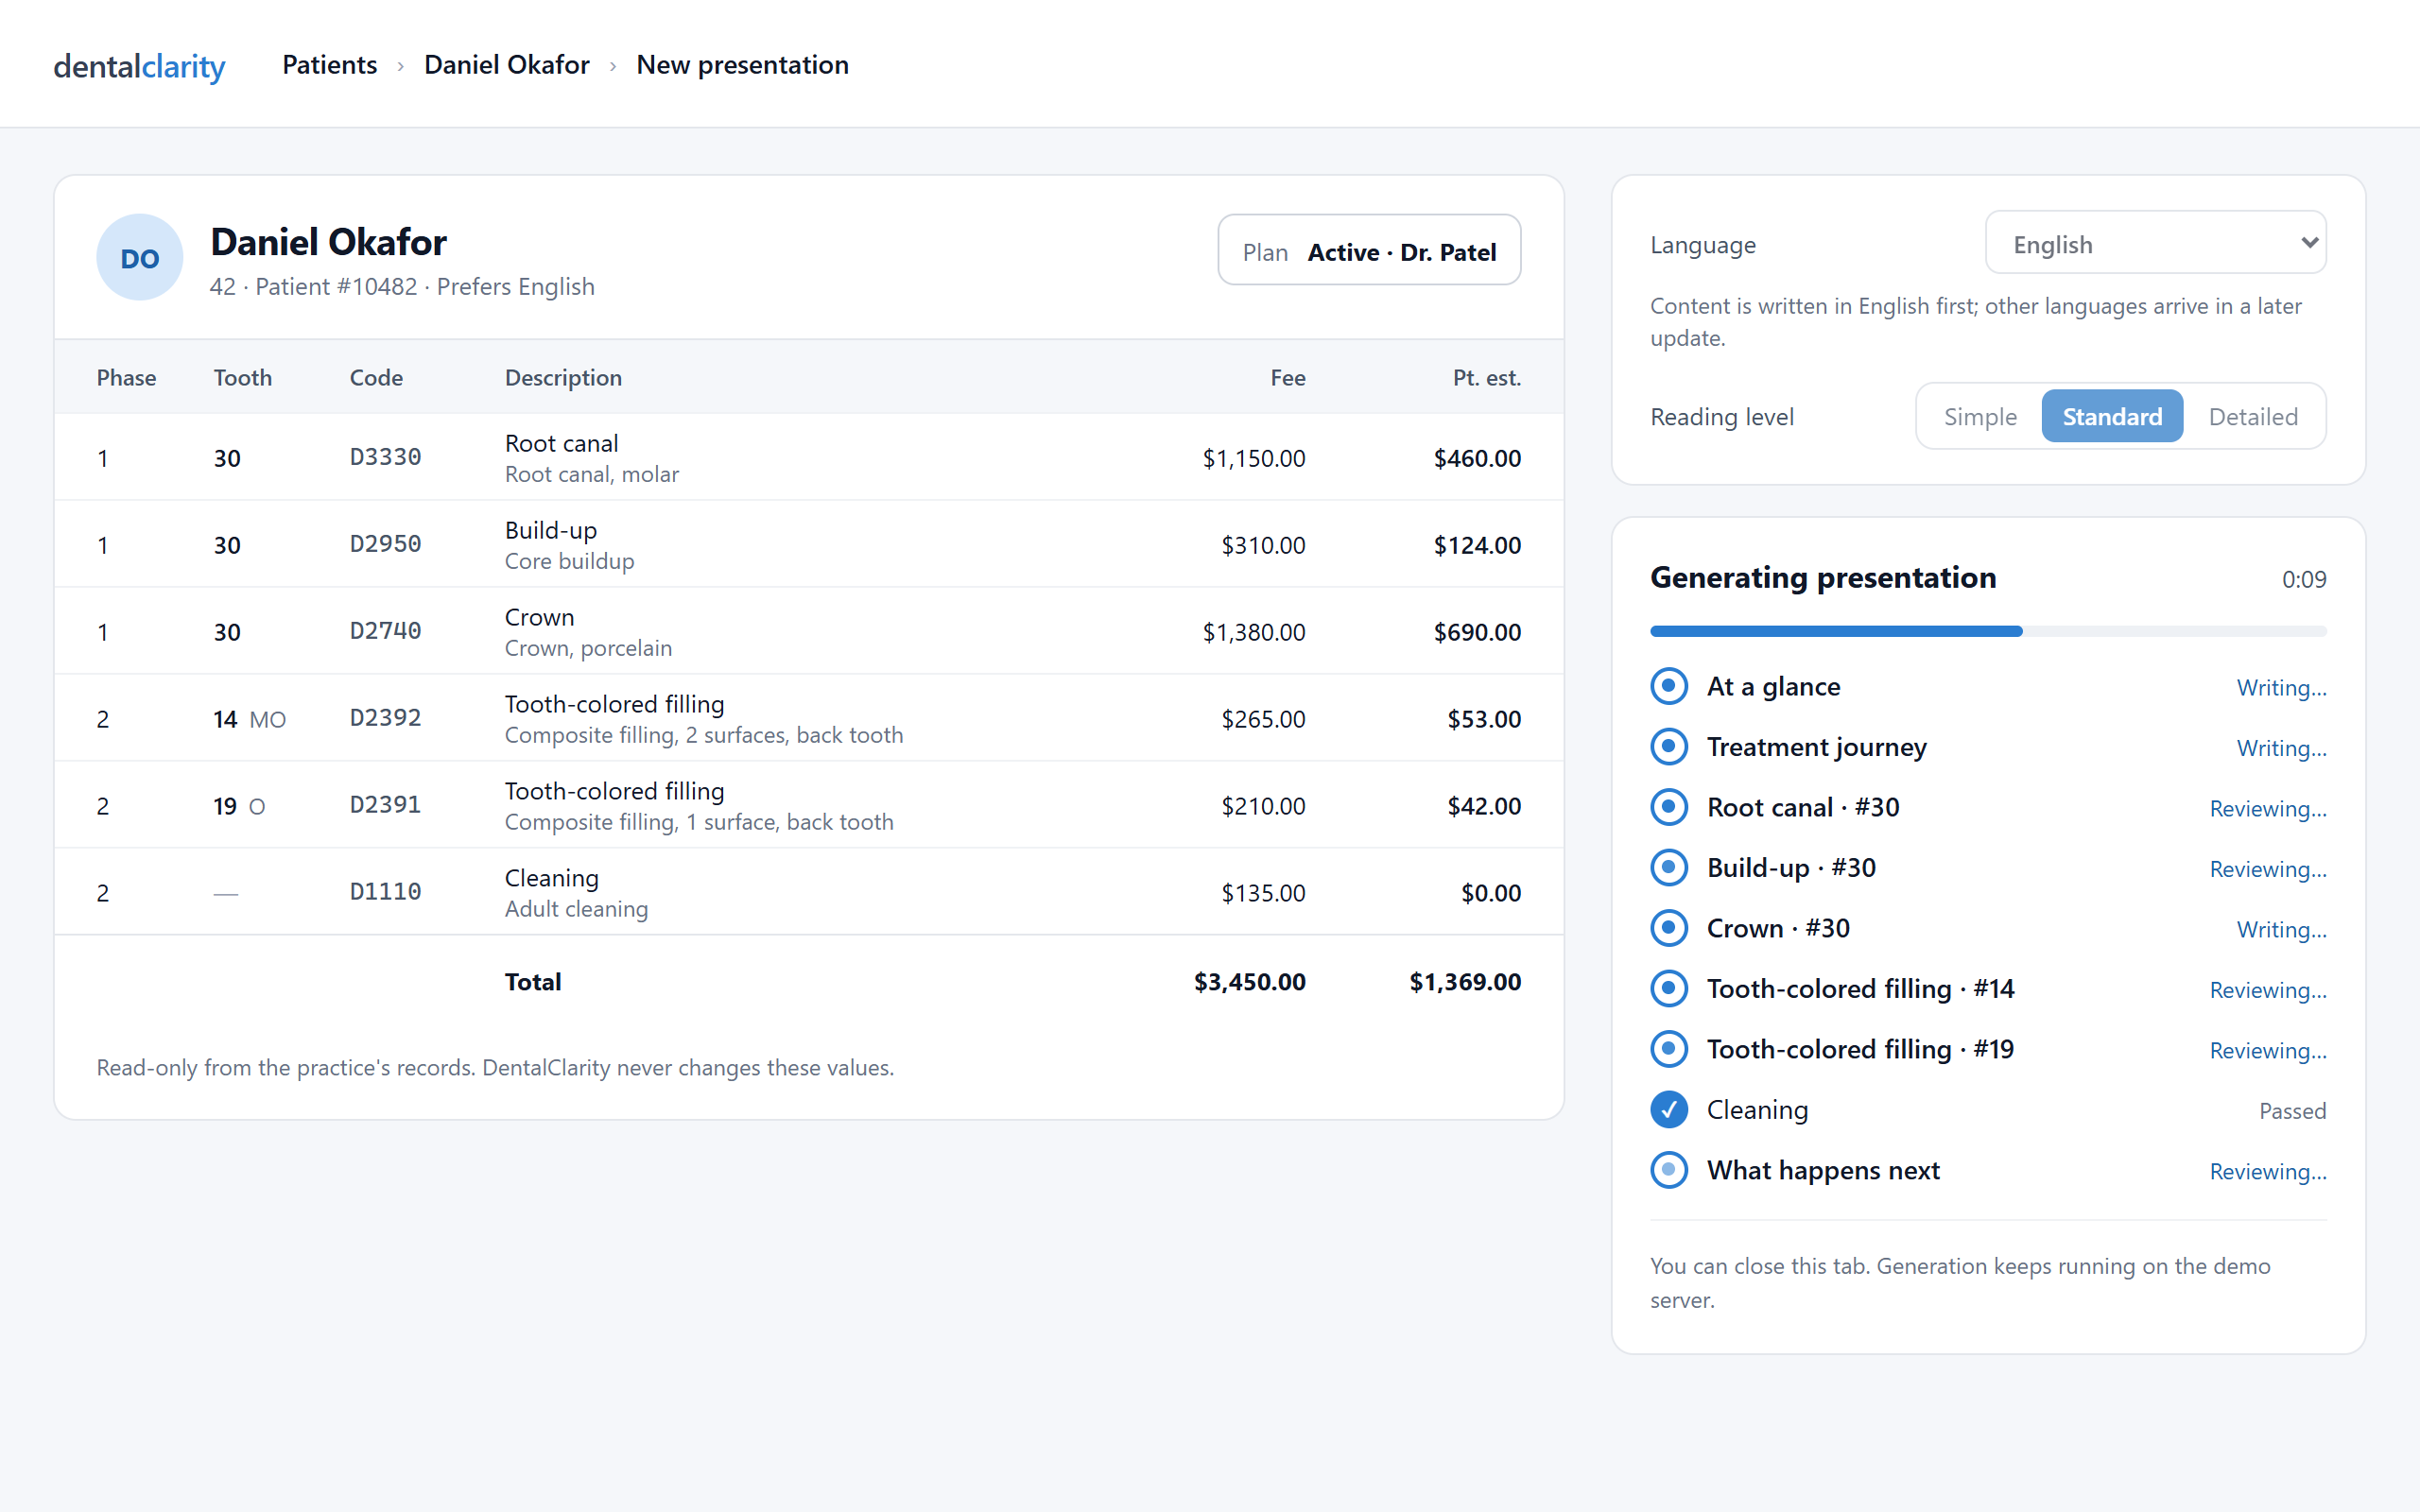 dentalclarity Patients › Daniel Okafor › New presentation
DO
Daniel Okafor
42 · Patient #10482 · Prefers English
Plan Active · Dr. Patel
Phase Tooth Code Description Fee Pt. est.
1 30 D3330 Root canal $1,150.00 $460.00
Root canal, molar
1 30 D2950 Build-up $310.00 $124.00
Core buildup
1 30 D2740 Crown $1,380.00 $690.00
Crown, porcelain
2 14 MO D2392 Tooth-colored filling $265.00 $53.00
Composite filling, 2 surfaces, back tooth
2 19 O D2391 Tooth-colored filling $210.00 $42.00
Composite filling, 1 surface, back tooth
2 — D1110 Cleaning $135.00 $0.00
Adult cleaning
Total $3,450.00 $1,369.00
Read-only from the practice's records. DentalClarity never changes these values.
Language English
Content is written in English first; other languages arrive in a later
update.
Reading level Simple Standard Detailed
Generating presentation 0:09
At a glance Writing...
Treatment journey Writing...
Root canal · #30 Reviewing...
Build-up · #30 Reviewing...
Crown · #30 Writing...
Tooth-colored filling · #14 Reviewing...
Tooth-colored filling · #19 Reviewing...
Cleaning Passed
What happens next Reviewing...
You can close this tab. Generation keeps running on the demo
server.